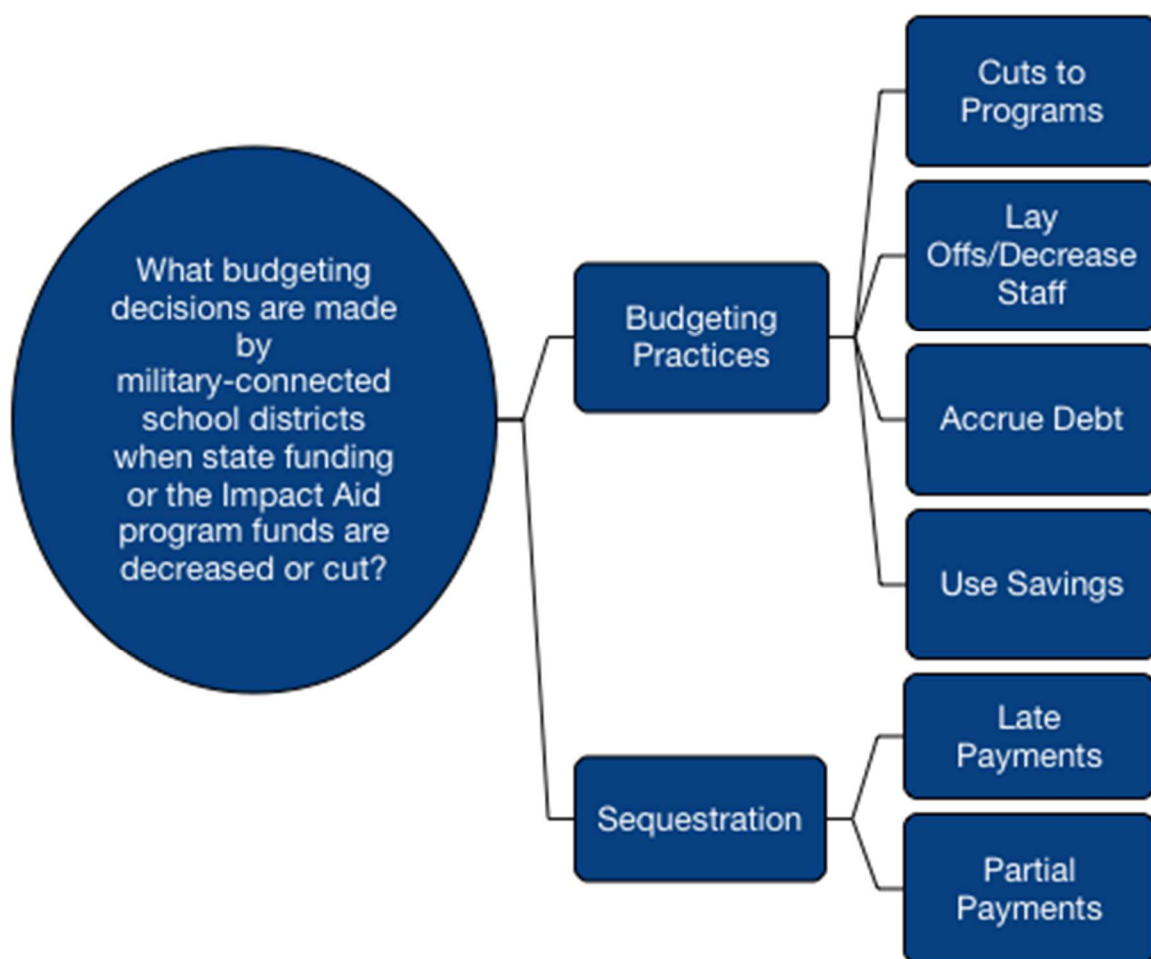 What budgeting
decisions are made
by
military-connected
school districts
when state funding
or the Impact Aid
program funds are
decreased or cut?
Budgeting
Practices
Cuts to
Programs
Lay
Offs/Decrease
Staff
Accrue Debt
Use Savings
Sequestration
Late
Payments
Partial
Payments